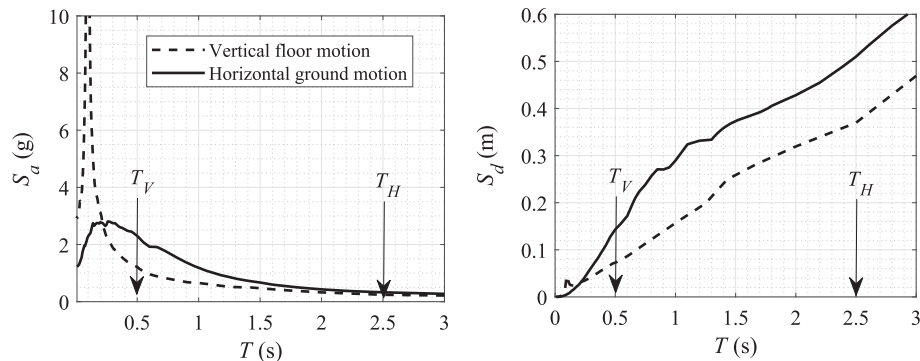 10
8
6
4
2
0
S_a (g)
Vertical floor motion
Horizontal ground motion
T_V
T_H
0.5
1
1.5
2
2.5
3
T (s)
0.6
0.5
0.4
0.3
0.2
0.1
0
S_d (m)
T_V
T_H
0
0.5
1
1.5
2
2.5
3
T (s)